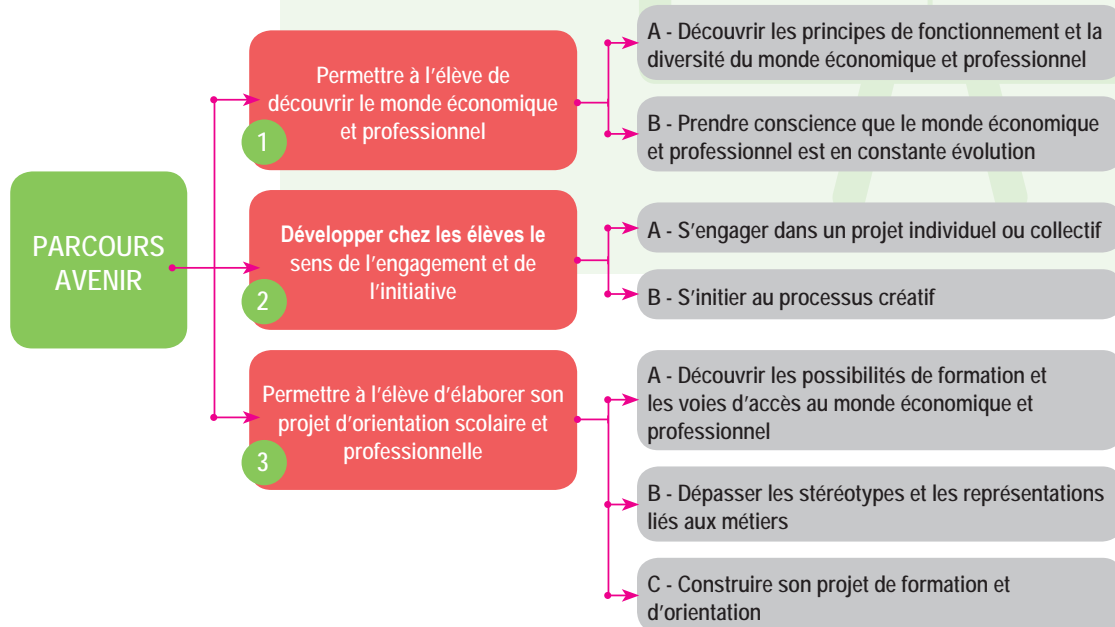 PARCOURS
AVENIR
Permettre à l'élève de
découvrir le monde économique
et professionnel
1
A - Découvrir les principes de fonctionnement et la
diversité du monde économique et professionnel
B - Prendre conscience que le monde économique
et professionnel est en constante évolution
Développer chez les élèves le
sens de l'engagement et de
l'initiative
2
A - S'engager dans un projet individuel ou collectif
B - S'initier au processus créatif
Permettre à l'élève d'élaborer son
projet d'orientation scolaire et
professionnelle
3
A - Découvrir les possibilités de formation et
les voies d'accès au monde économique et
professionnel
B - Dépasser les stéréotypes et les représentations
liés aux métiers
C - Construire son projet de formation et
d'orientation